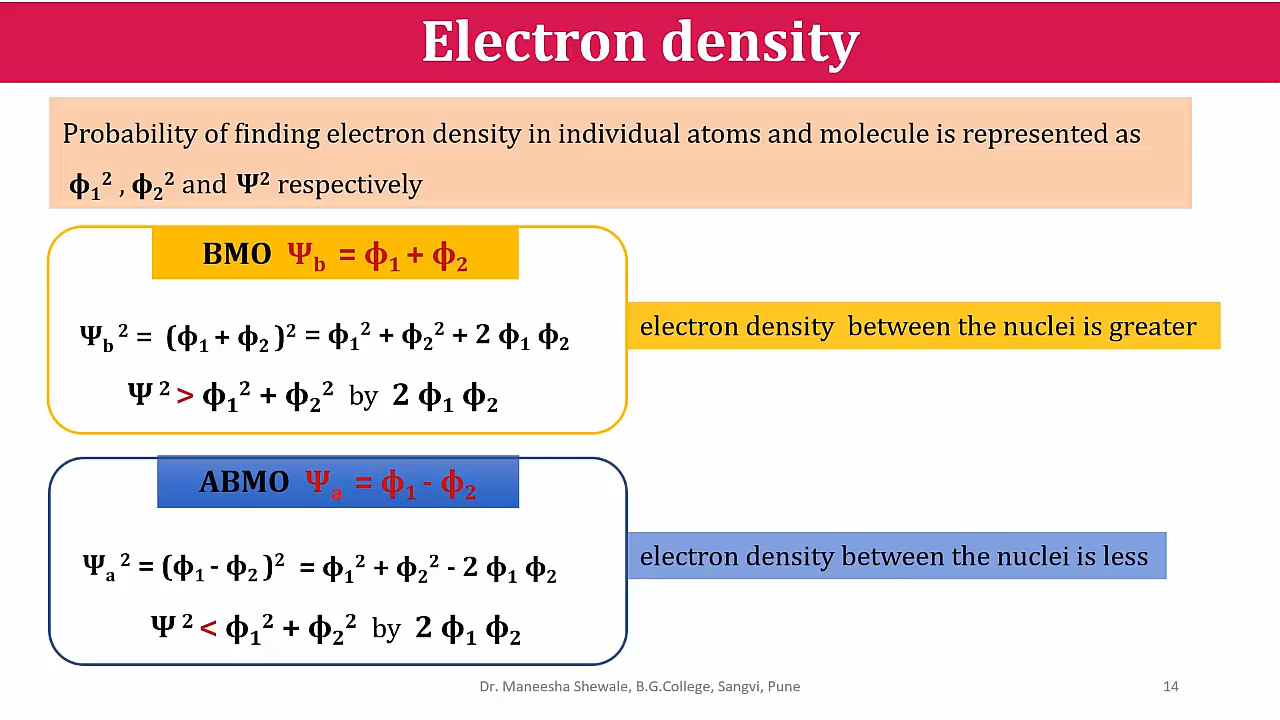 Electron density
Probability of finding electron density in individual atoms and molecule is represented as
ϕ₁² , ϕ₂² and Ψ² respectively
BMO Ψb = ϕ₁ + ϕ₂
Ψb² = (ϕ₁ + ϕ₂ )² = ϕ₁² + ϕ₂² + 2 ϕ₁ ϕ₂
Ψ² > ϕ₁² + ϕ₂² by 2 ϕ₁ ϕ₂
electron density between the nuclei is greater
ABMO Ψₐ = ϕ₁ - ϕ₂
Ψₐ² = (ϕ₁ - ϕ₂ )² = ϕ₁² + ϕ₂² - 2 ϕ₁ ϕ₂
Ψ² < ϕ₁² + ϕ₂² by 2 ϕ₁ ϕ₂
electron density between the nuclei is less
Dr. Maneesha Shewale, B.G.College, Sangvi, Pune
14